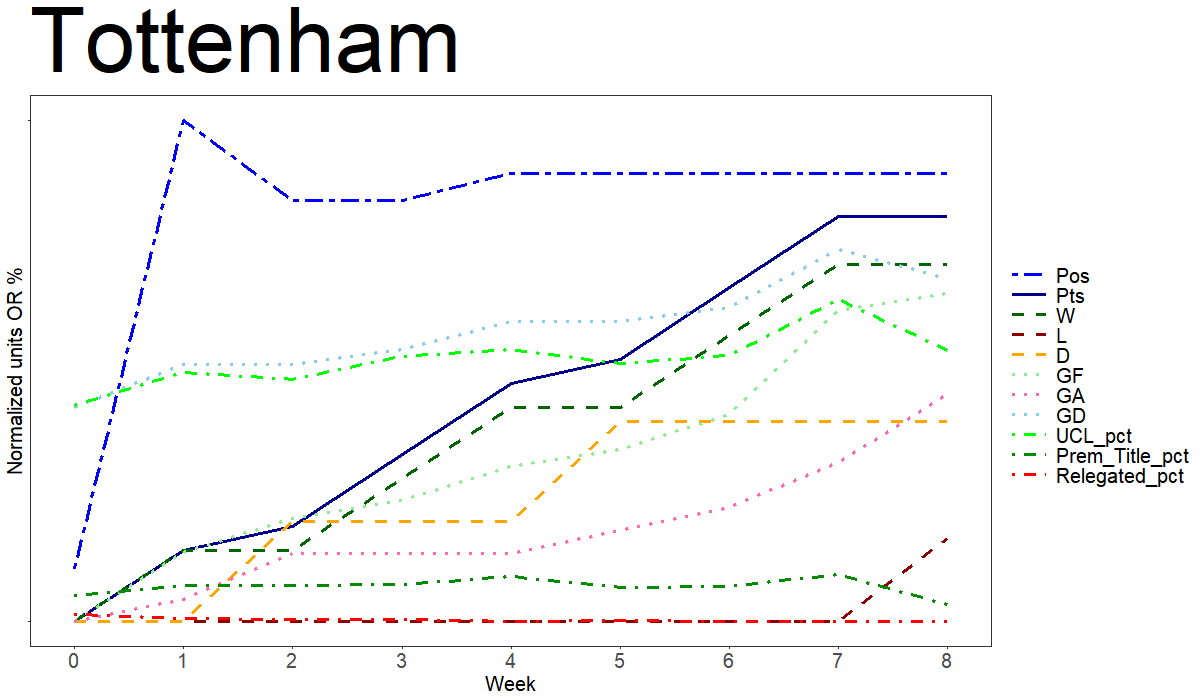 Tottenham
Normalized units OR %
Pos
Pts
W
L
D
GF
GA
GD
UCL_pct
Prem_Title_pct
Relegated_pct
0 1 2 3 4 5 6 7 8
Week